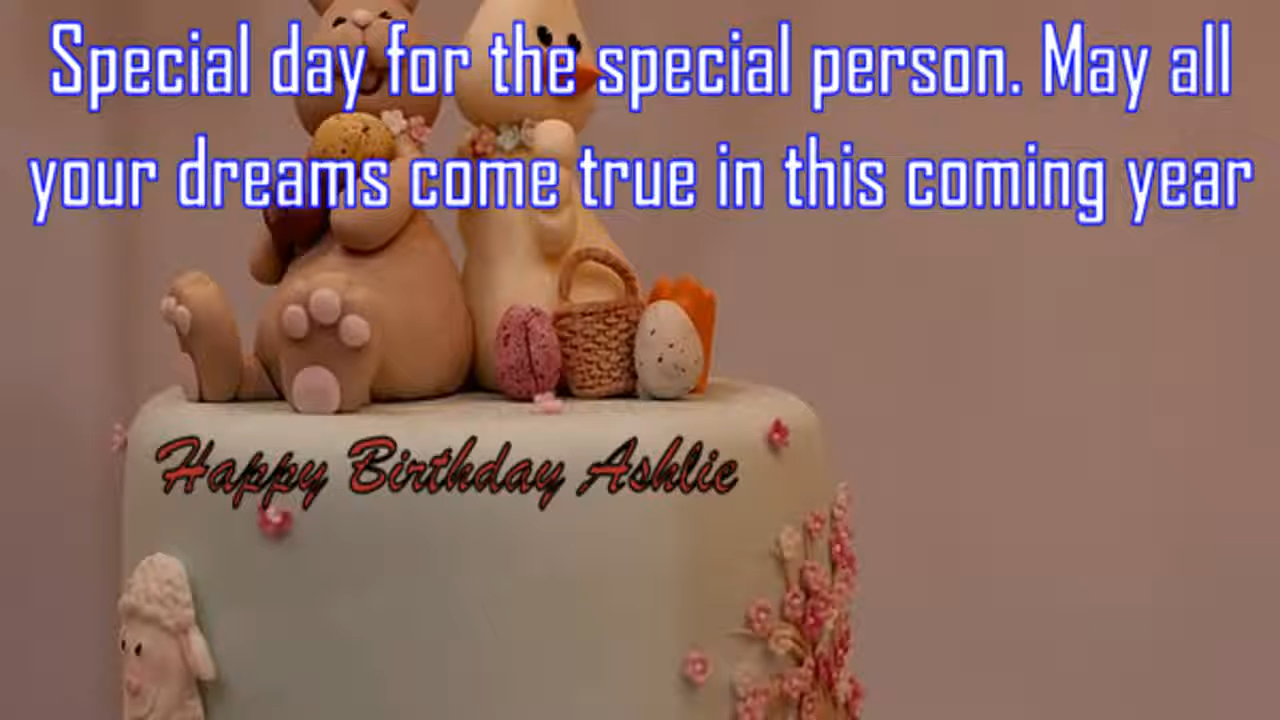 Special day for the special person. May all
your dreams come true in this coming year
Happy Birthday Ashlie